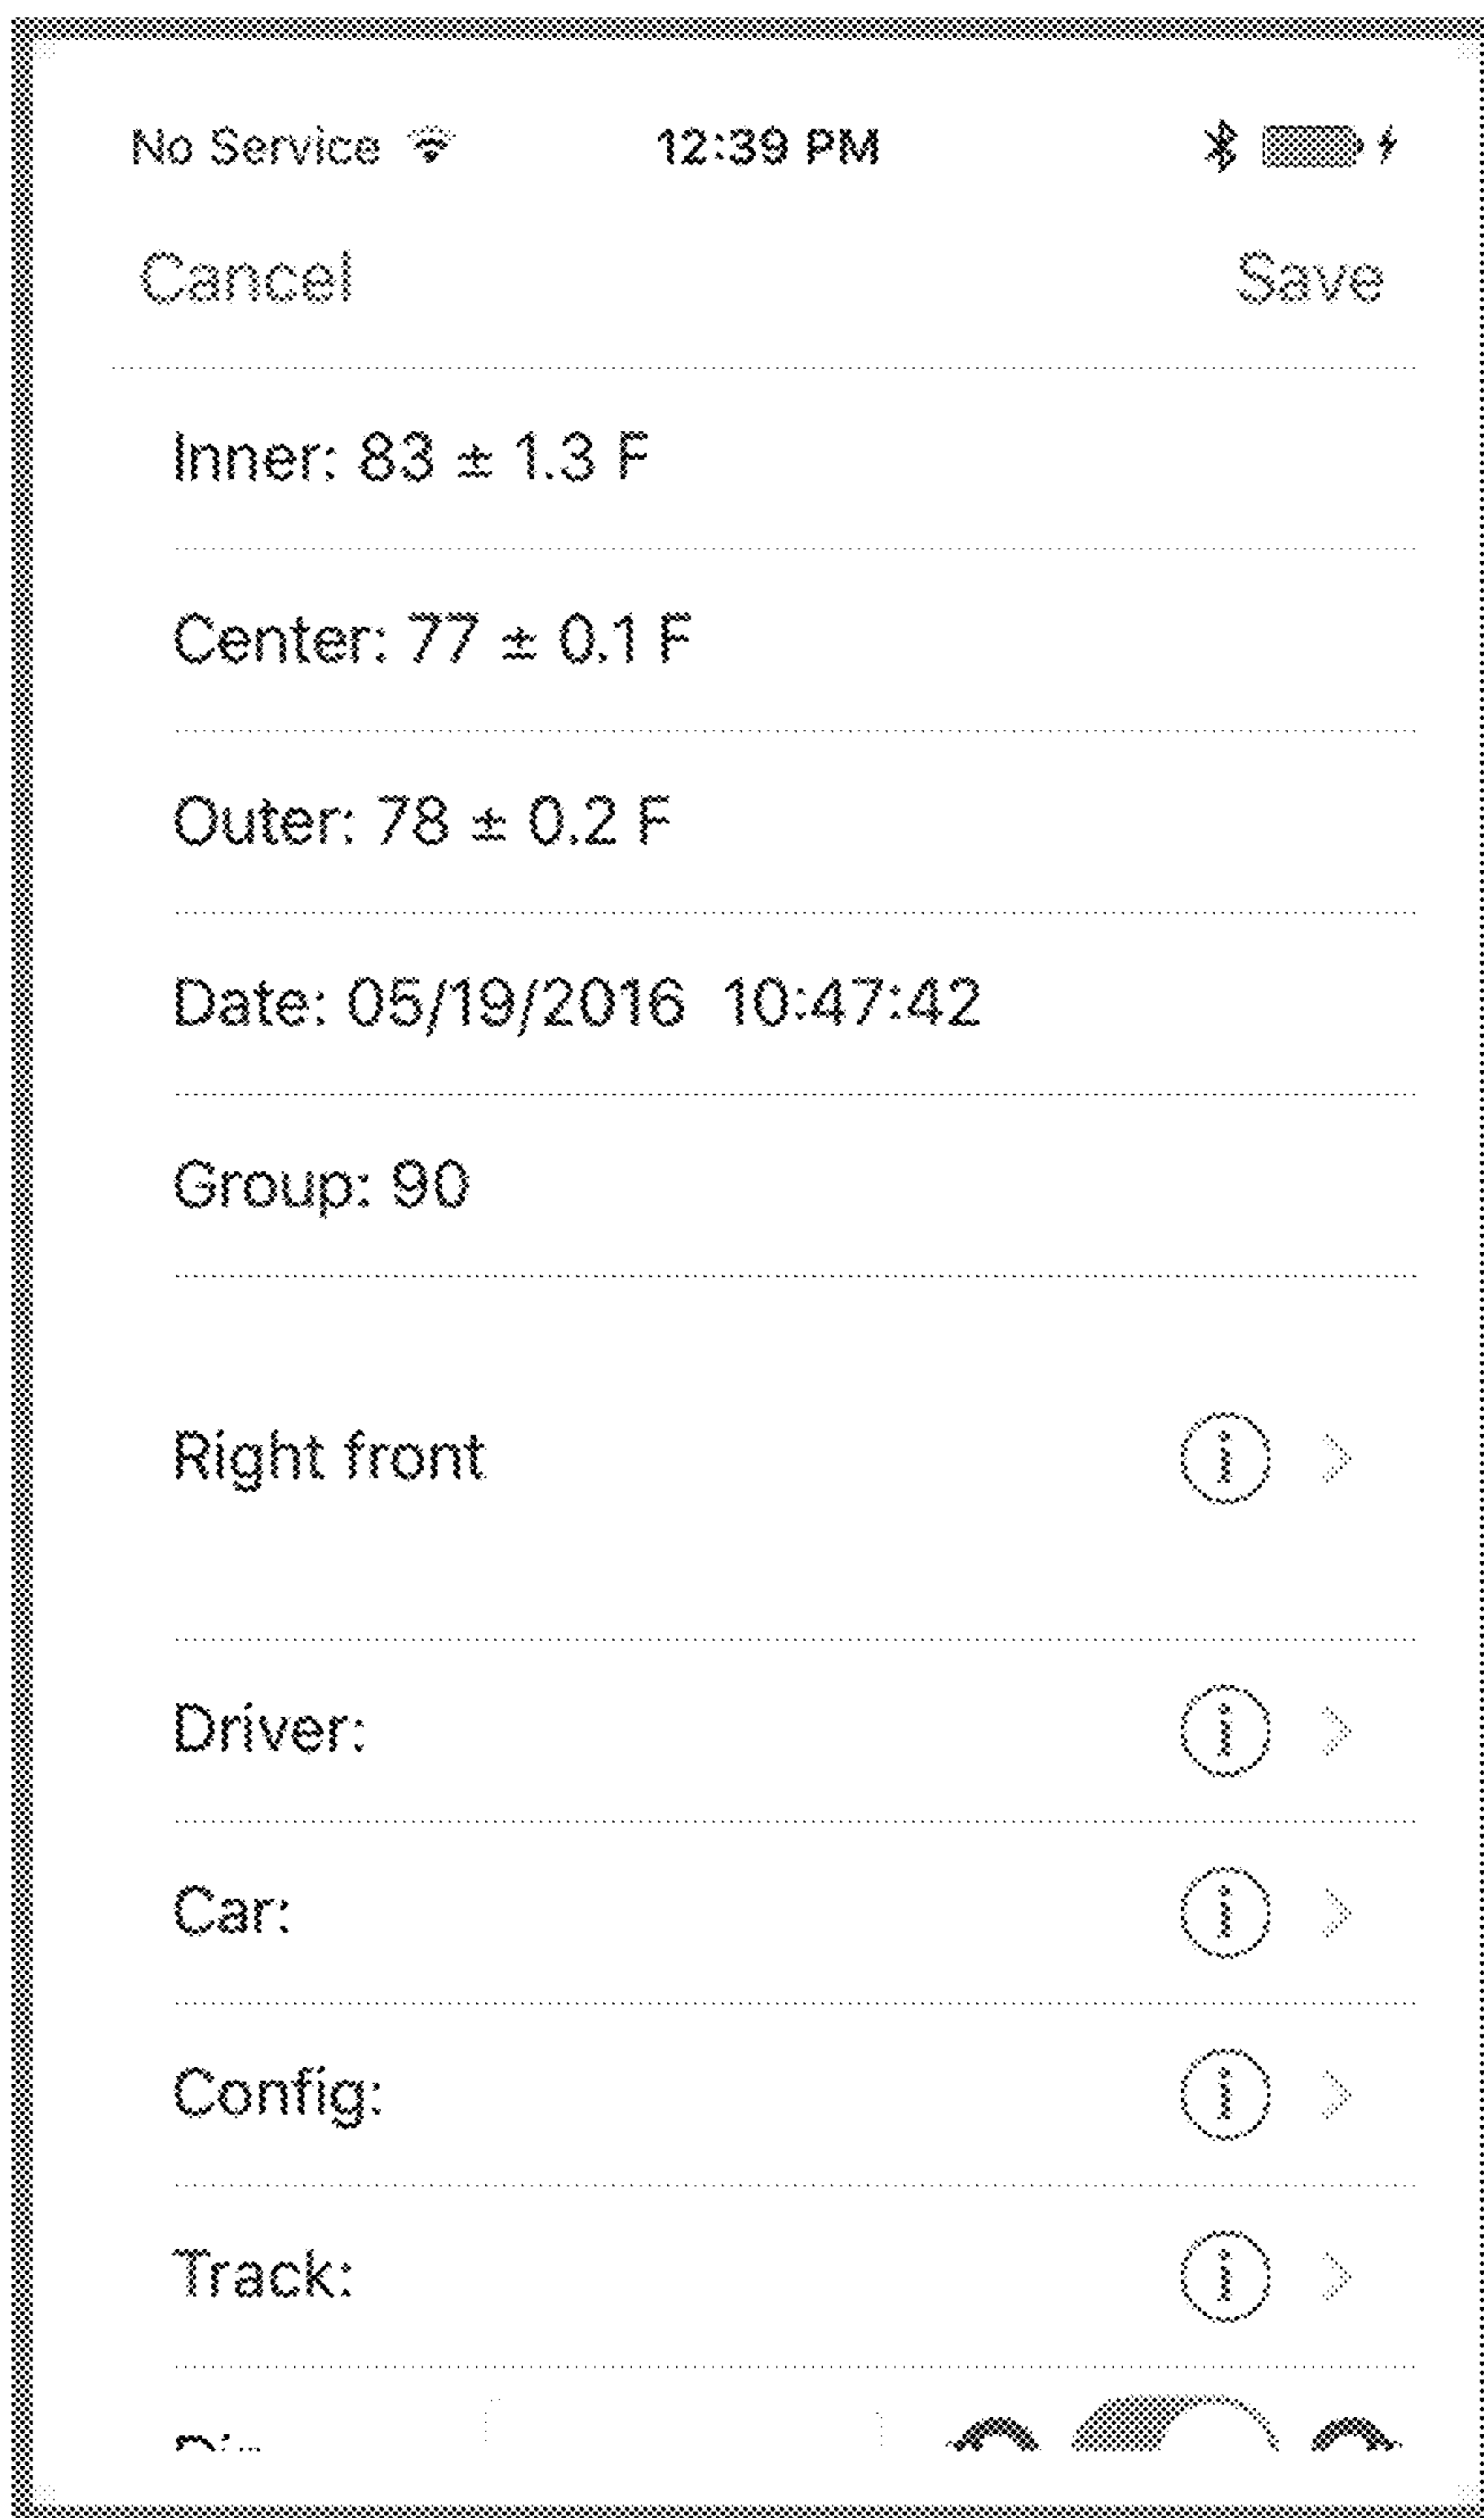 No Service 12:39 PM
Cancel Save
Inner: 83 ± 1.3 F
Center: 77 ± 0.1 F
Outer: 78 ± 0.2 F
Date: 05/19/2016 10:47:42
Group: 90
Right front
Driver:
Car:
Config:
Track: